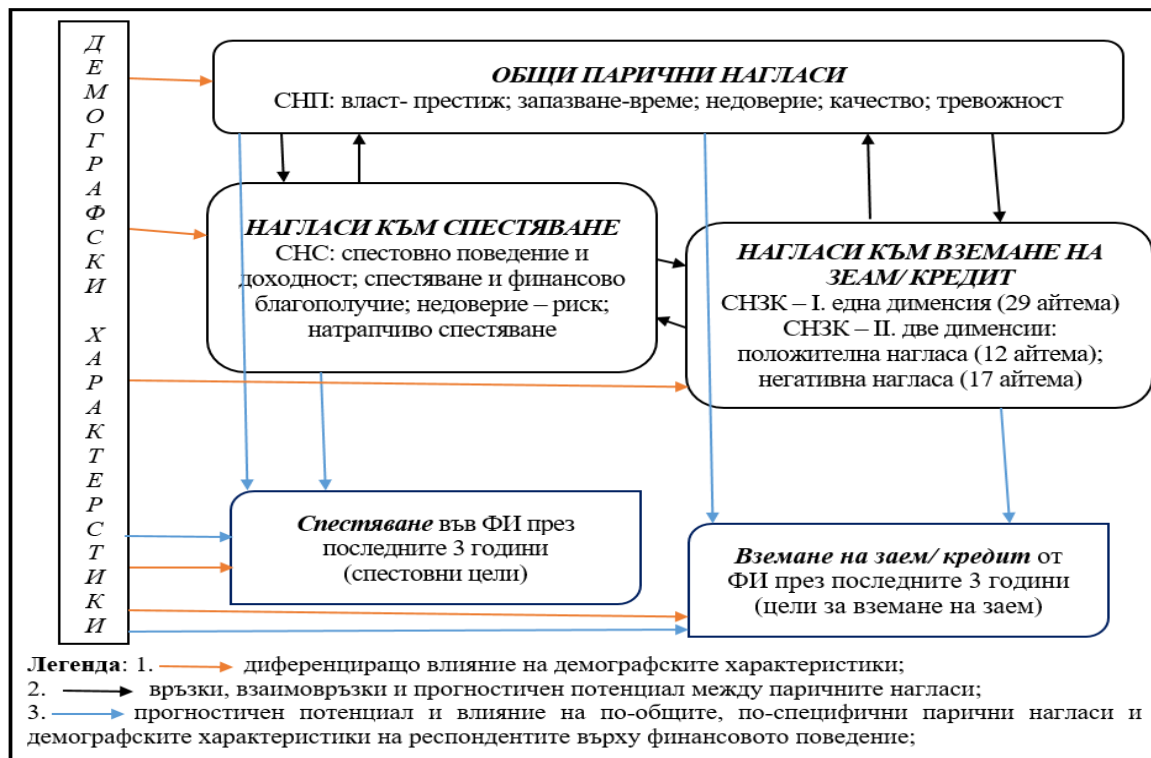 ДЕМОГРАФСКИ ХАРАКТЕРСТИКИ
ОБЩИ ПАРИЧНИ НАГЛАСИ
СНП: власт- престиж; запазване-време; недоверие; качество; тревожност
НАГЛАСИ КЪМ СПЕСТЯВАНЕ
СНС: спестовно поведение и
доходност; спестяване и финансово
благополучие; недоверие – риск;
натрапчиво спестяване
НАГЛАСИ КЪМ ВЗЕМАНЕ НА
ЗЕАМ/ КРЕДИТ
СНЗК – I. една дименсия (29 айтема)
СНЗК – II. две дименсии:
положителна нагласа (12 айтема);
негативна нагласа (17 айтема)
Спестяване във ФИ през
последните 3 години
(спестовни цели)
Вземане на заем/ кредит от
ФИ през последните 3 години
(цели за вземане на заем)
Легенда: 1. диференциращо влияние на демографските характеристики;
2. връзки, взаимовръзки и прогностичен потенциал между паричните нагласи;
3. прогностичен потенциал и влияние на по-общите, по-специфични парични нагласи и
демографските характеристики на респондентите върху финансовото поведение;